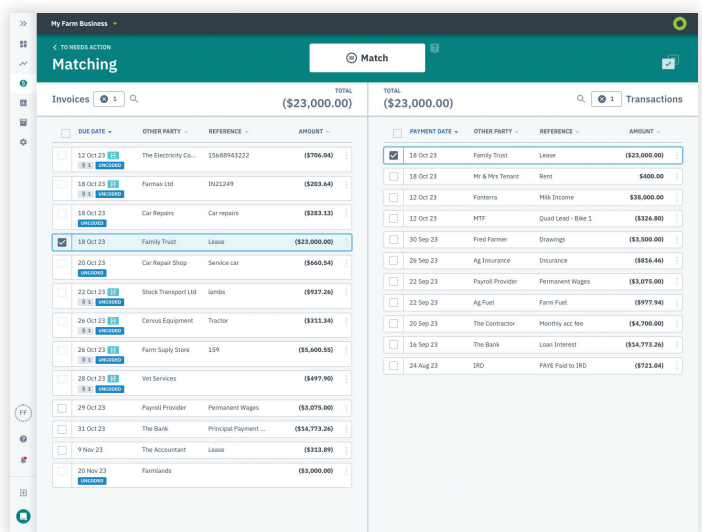 My Farm Business
TO NEEDS ACTION
Matching
Match
Invoices 1
TOTAL
($23,000.00)
DUE DATE OTHER PARTY REFERENCE AMOUNT
12 Oct 23 The Electricity Co... 15688943222 ($706.04)
1 UNCODED
18 Oct 23 Farmax Ltd IN21249 ($203.64)
1 UNCODED
18 Oct 23 Car Repairs Car repairs ($283.13)
UNCODED
18 Oct 23 Family Trust Lease ($23,000.00)
20 Oct 23 Car Repair Shop Service car ($660.54)
UNCODED
22 Oct 23 Stock Transport Ltd lambs ($937.26)
1 UNCODED
26 Oct 23 Cervus Equipment Tractor ($311.34)
1 UNCODED
26 Oct 23 Farm Suply Store 159 ($5,600.55)
1 UNCODED
28 Oct 23 Vet Services ($497.90)
1 UNCODED
29 Oct 23 Payroll Provider Permanent Wages ($3,075.00)
31 Oct 23 The Bank Principal Payment ... ($14,773.26)
9 Nov 23 The Accountant Lease ($313.89)
20 Nov 23 Farmlands ($3,000.00)
UNCODED
TOTAL
($23,000.00)
1 Transactions
PAYMENT DATE OTHER PARTY REFERENCE AMOUNT
18 Oct 23 Family Trust Lease ($23,000.00)
18 Oct 23 Mr & Mrs Tenant Rent $400.00
12 Oct 23 Fonterra Milk Income $38,000.00
12 Oct 23 MTF Quad Lead - Bike 1 ($326.80)
30 Sep 23 Fred Farmer Drawings ($3,500.00)
26 Sep 23 Ag Insurance Insurance ($816.46)
22 Sep 23 Payroll Provider Permanent Wages ($3,075.00)
22 Sep 23 Ag Fuel Farm Fuel ($977.94)
20 Sep 23 The Contractor Monthly acc fee ($4,700.00)
16 Sep 23 The Bank Loan Interest ($14,773.26)
24 Aug 23 IRD PAYE Paid to IRD ($721.04)
FF